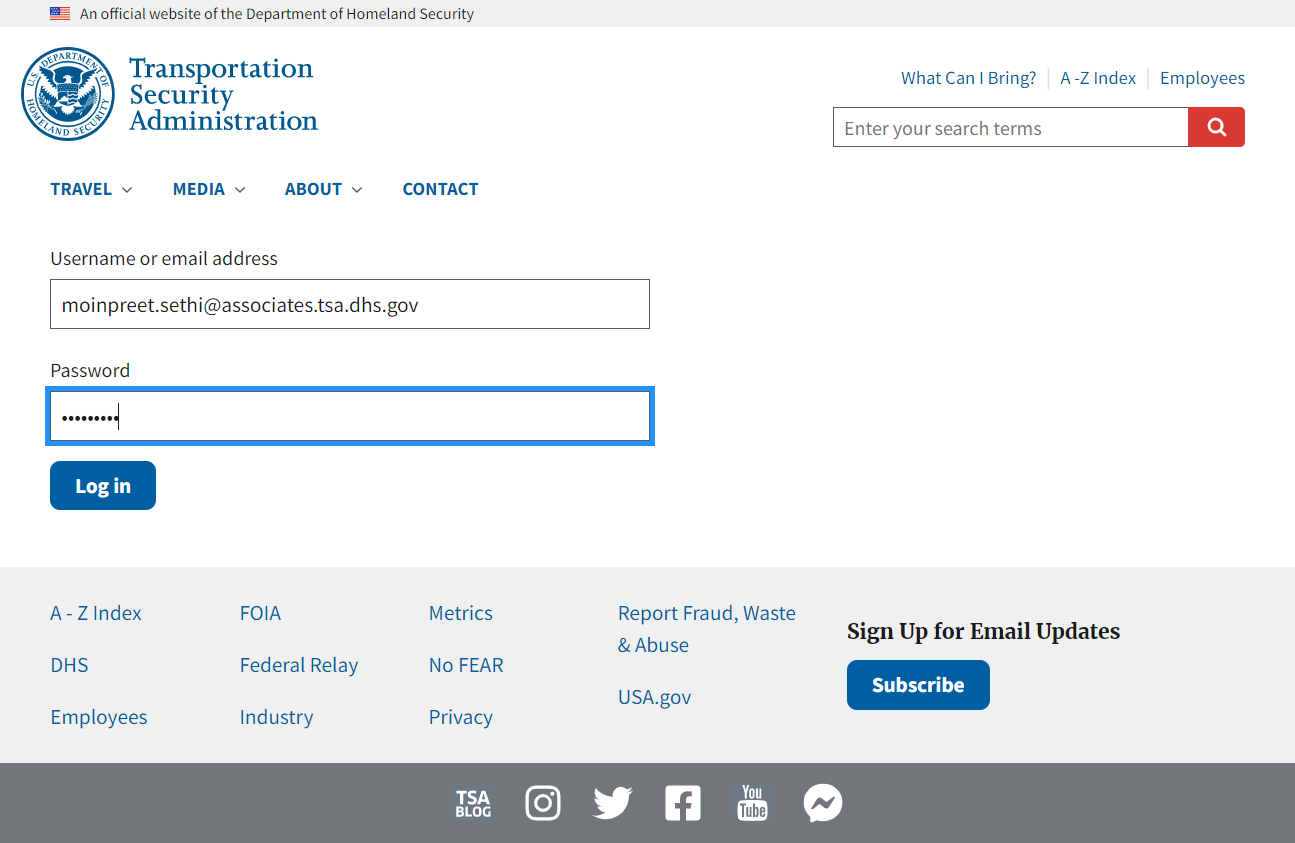 An official website of the Department of Homeland Security
U.S. DEPARTMENT OF HOMELAND SECURITY
Transportation
Security
Administration
What Can I Bring?
A -Z Index
Employees
Enter your search terms
TRAVEL
MEDIA
ABOUT
CONTACT
Username or email address
moinpreet.sethi@associates.tsa.dhs.gov
Password
•••••••••
Log in
A - Z Index
DHS
Employees
FOIA
Federal Relay
Industry
Metrics
No FEAR
Privacy
Report Fraud, Waste
& Abuse
USA.gov
Sign Up for Email Updates
Subscribe
TSA
BLOG
You
Tube